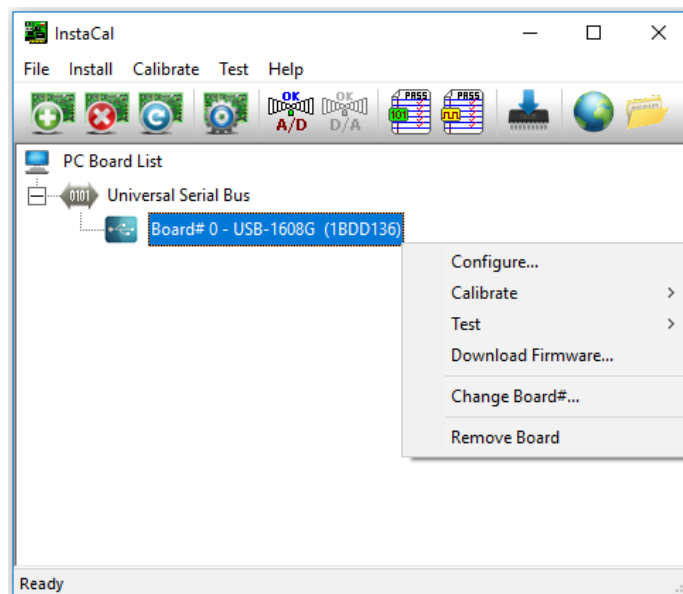 InstaCal
File Install Calibrate Test Help
OK OK PASS PASS
101
A/D D/A
PC Board List
0101 Universal Serial Bus
Board# 0 - USB-1608G (1BDD136)
Configure...
Calibrate
Test
Download Firmware...
Change Board#...
Remove Board
Ready